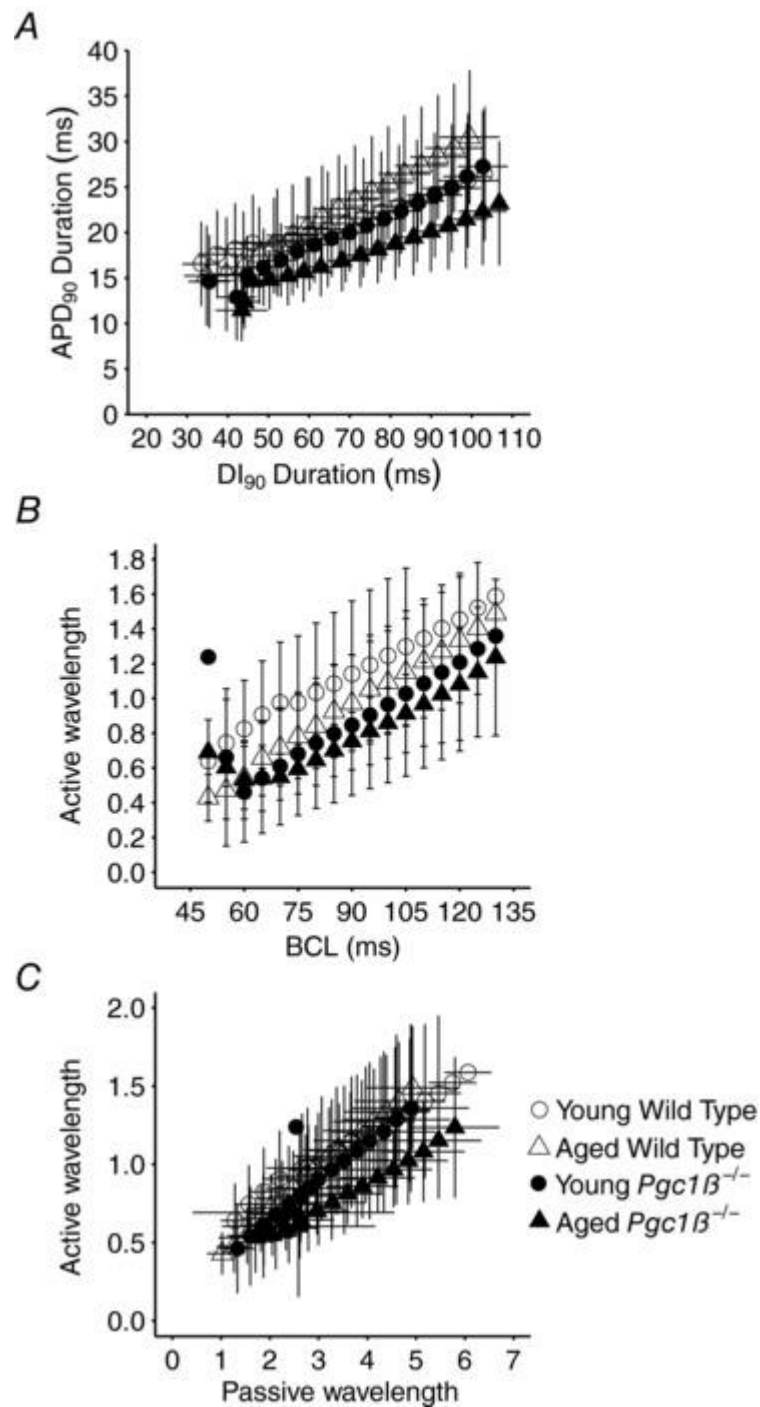 A
40
35
30
25
20
15
10
5
0
APD90 Duration (ms)
20 30 40 50 60 70 80 90 100 110
DI90 Duration (ms)
B
1.8
1.6
1.4
1.2
1.0
0.8
0.6
0.4
0.2
0.0
Active wavelength
45 60 75 90 105 120 135
BCL (ms)
C
2.0
1.5
1.0
0.5
0.0
Active wavelength
0 1 2 3 4 5 6 7
Passive wavelength
Young Wild Type
Aged Wild Type
Young Pgc1ß−/−
Aged Pgc1ß−/−